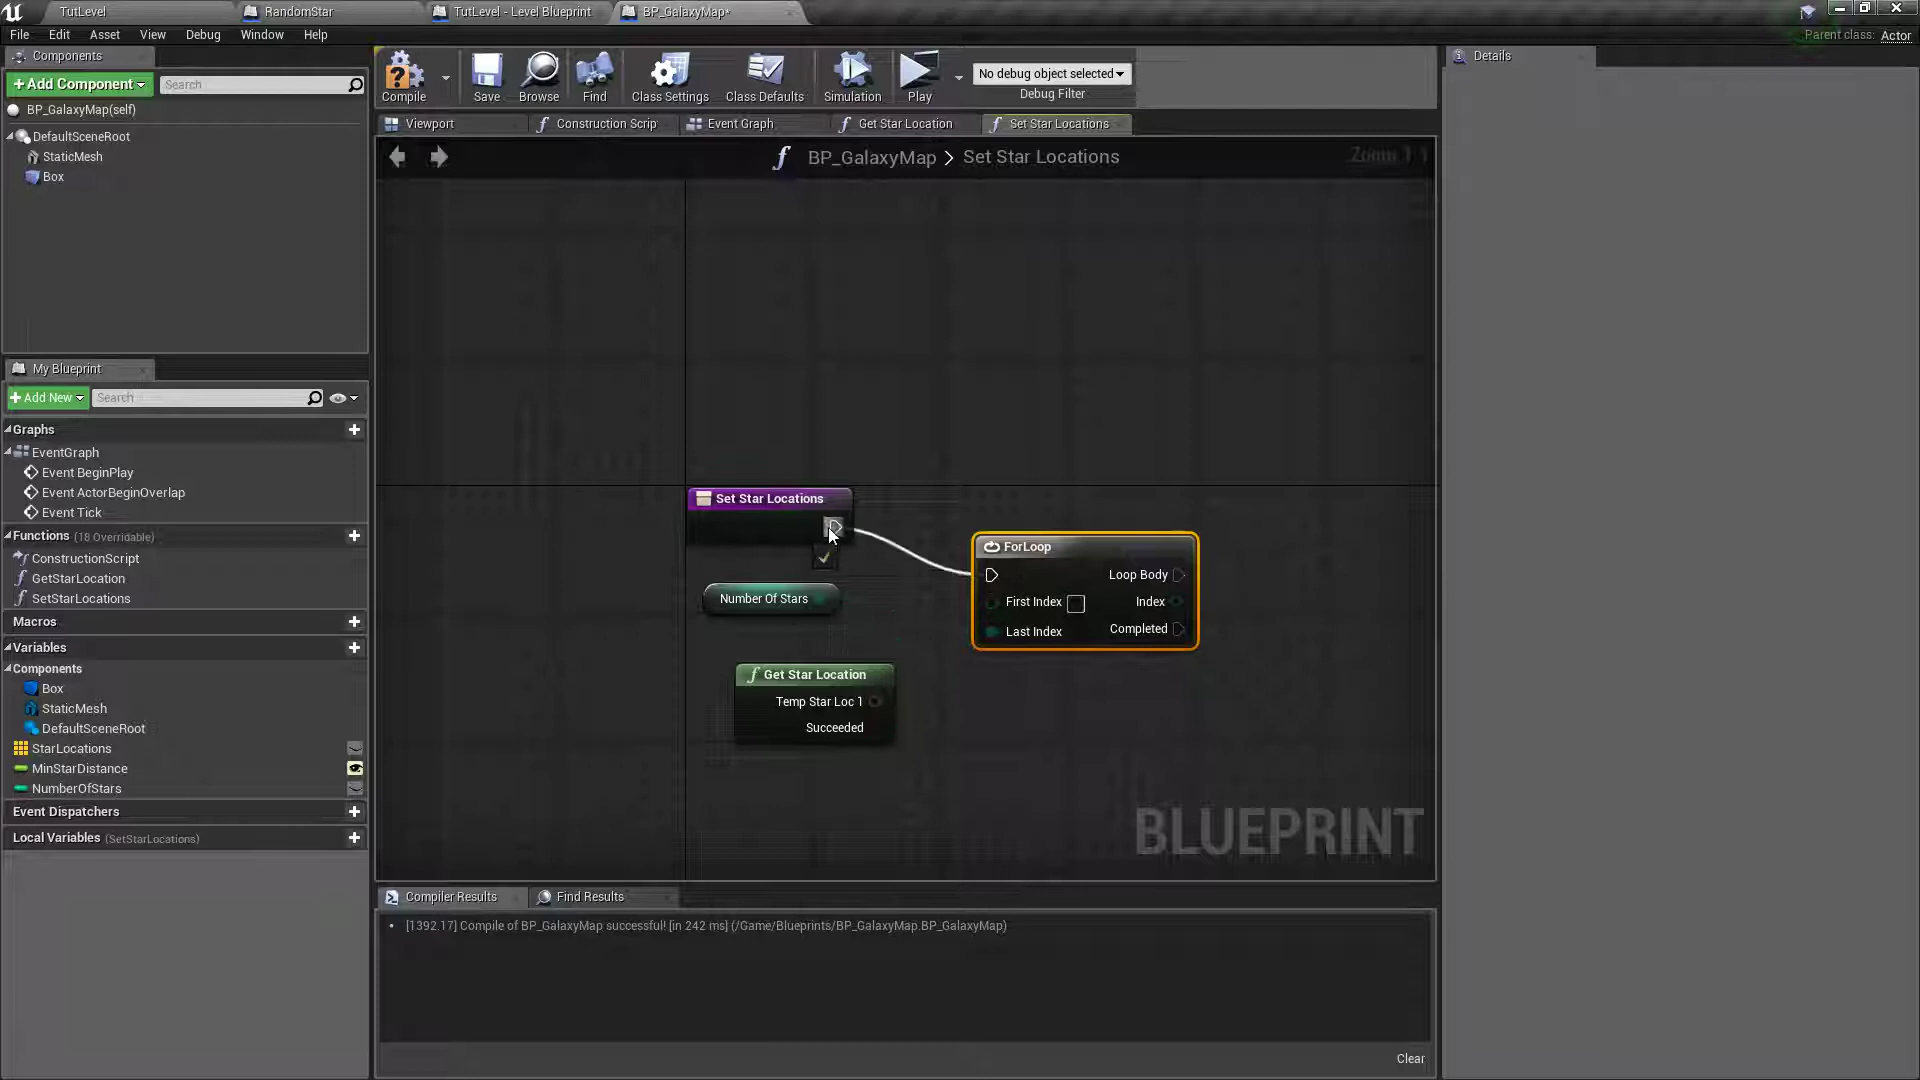 TutLevel
RandomStar
TutLevel - Level Blueprint
BP_GalaxyMap*
File Edit Asset View Debug Window Help
Parent class: Actor
Components
+ Add Component
Search
BP_GalaxyMap(self)
DefaultSceneRoot
StaticMesh
Box
Compile
Save
Browse
Find
Class Settings
Class Defaults
Simulation
Play
No debug object selected
Debug Filter
Details
Viewport
Construction Scrip
Event Graph
Get Star Location
Set Star Locations
BP_GalaxyMap > Set Star Locations
Zoom 1:1
My Blueprint
+ Add New
Search
Graphs
EventGraph
Event BeginPlay
Event ActorBeginOverlap
Event Tick
Functions (18 Overridable)
ConstructionScript
GetStarLocation
SetStarLocations
Macros
Variables
Components
Box
StaticMesh
DefaultSceneRoot
StarLocations
MinStarDistance
NumberOfStars
Event Dispatchers
Local Variables (SetStarLocations)
Set Star Locations
Number Of Stars
Get Star Location
Temp Star Loc 1
Succeeded
ForLoop
Loop Body
First Index
Index
Last Index
Completed
BLUEPRINT
Compiler Results
Find Results
• [1392.17] Compile of BP_GalaxyMap successful! [in 242 ms] (/Game/Blueprints/BP_GalaxyMap.BP_GalaxyMap)
Clear